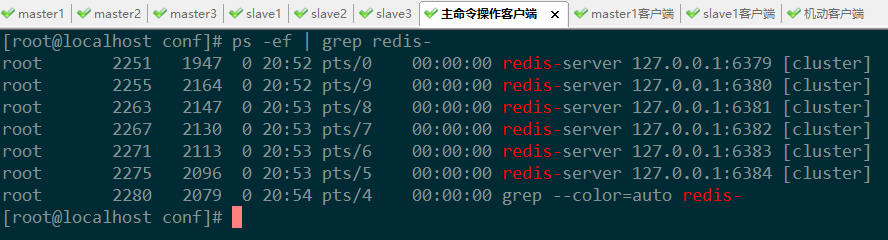 master1 master2 master3 slave1 slave2 slave3 主命令操作客户端 master1客户端 slave1客户端 机动客户端
[root@localhost conf]# ps -ef | grep redis-
root 2251 1947 0 20:52 pts/0 00:00:00 redis-server 127.0.0.1:6379 [cluster]
root 2255 2164 0 20:52 pts/9 00:00:00 redis-server 127.0.0.1:6380 [cluster]
root 2263 2147 0 20:53 pts/8 00:00:00 redis-server 127.0.0.1:6381 [cluster]
root 2267 2130 0 20:53 pts/7 00:00:00 redis-server 127.0.0.1:6382 [cluster]
root 2271 2113 0 20:53 pts/6 00:00:00 redis-server 127.0.0.1:6383 [cluster]
root 2275 2096 0 20:53 pts/5 00:00:00 redis-server 127.0.0.1:6384 [cluster]
root 2280 2079 0 20:54 pts/4 00:00:00 grep --color=auto redis-
[root@localhost conf]#